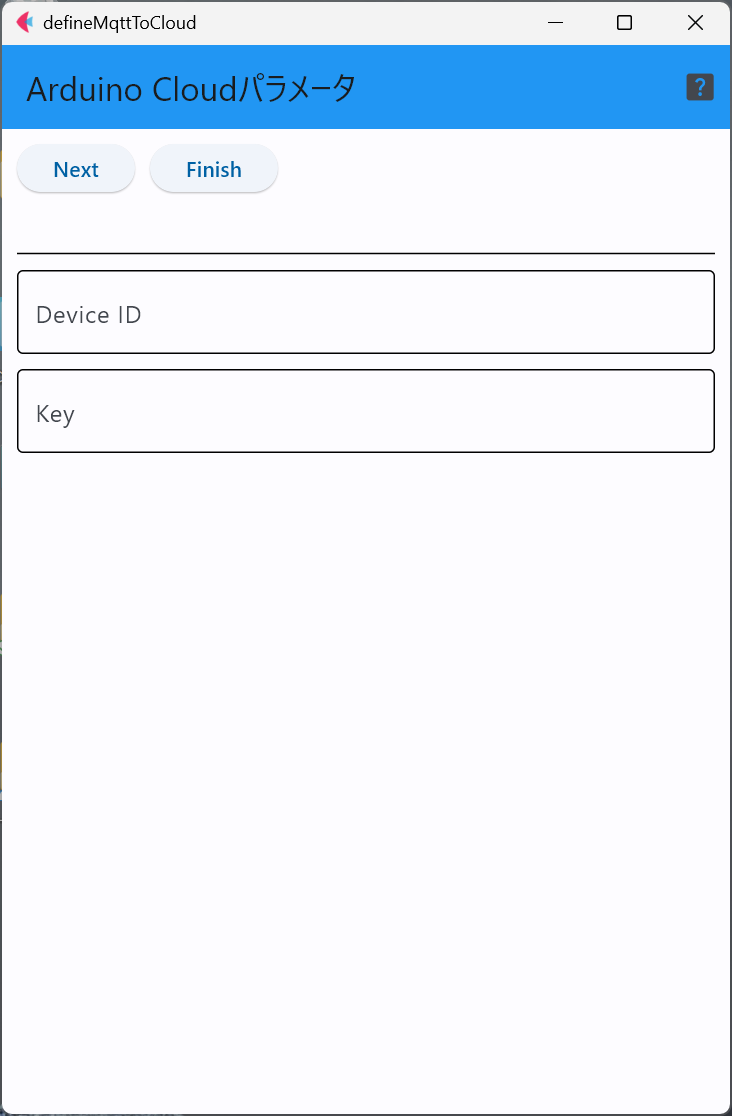 defineMqttToCloud
Arduino Cloudパラメータ
?
Next
Finish
Device ID
Key